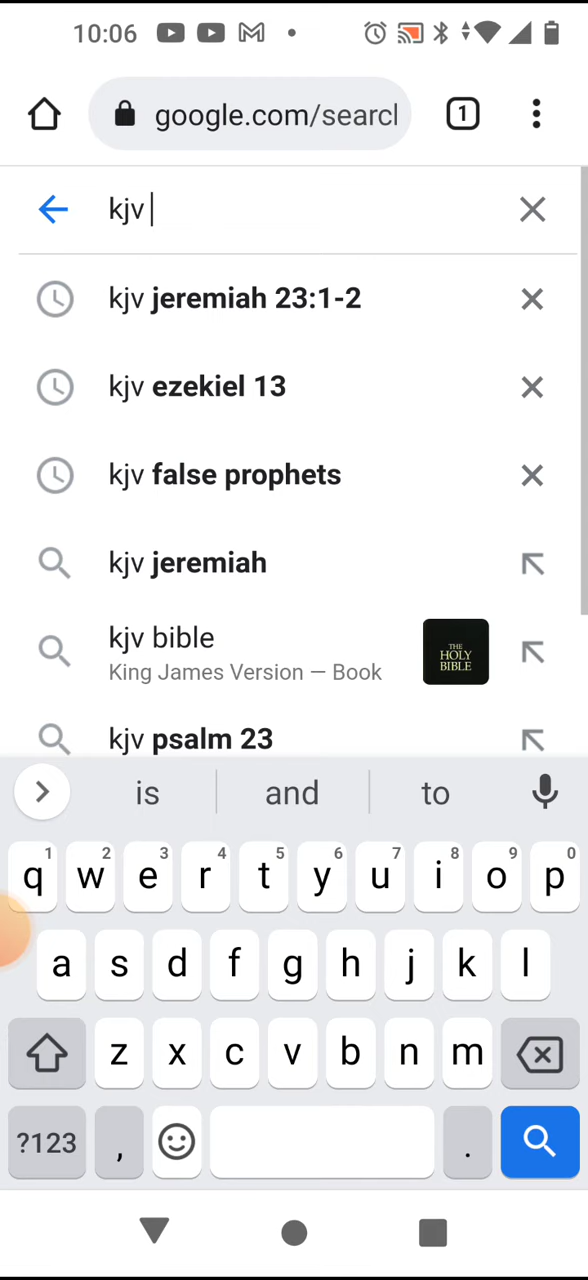 10:06
google.com/search
1
kjv
kjv jeremiah 23:1-2
kjv ezekiel 13
kjv false prophets
kjv jeremiah
kjv bible
King James Version — Book
THE
HOLY
BIBLE
kjv psalm 23
is and to
1 2 3 4 5 6 7 8 9 0
q w e r t y u i o p
a s d f g h j k l
z x c v b n m
?123 , .